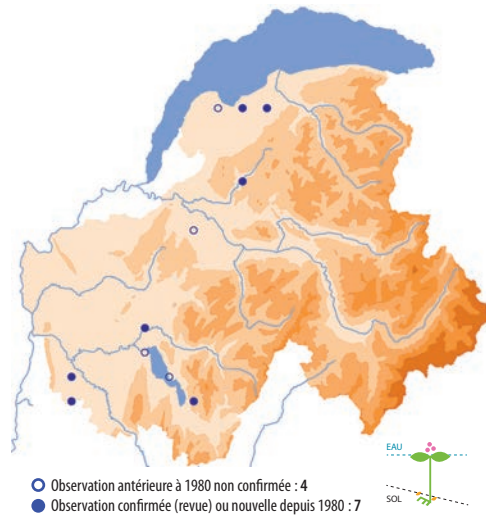 EAU
SOL
Observation antérieure à 1980 non confirmée : 4
Observation confirmée (revue) ou nouvelle depuis 1980 : 7